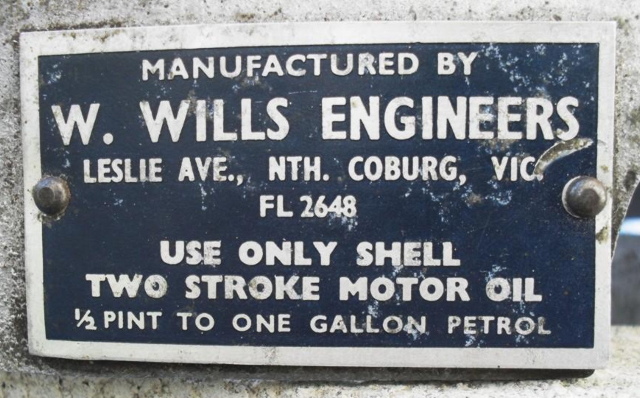 MANUFACTURED BY
W. WILLS ENGINEERS
LESLIE AVE., NTH. COBURG, VIC.
FL 2648
USE ONLY SHELL
TWO STROKE MOTOR OIL
½ PINT TO ONE GALLON PETROL